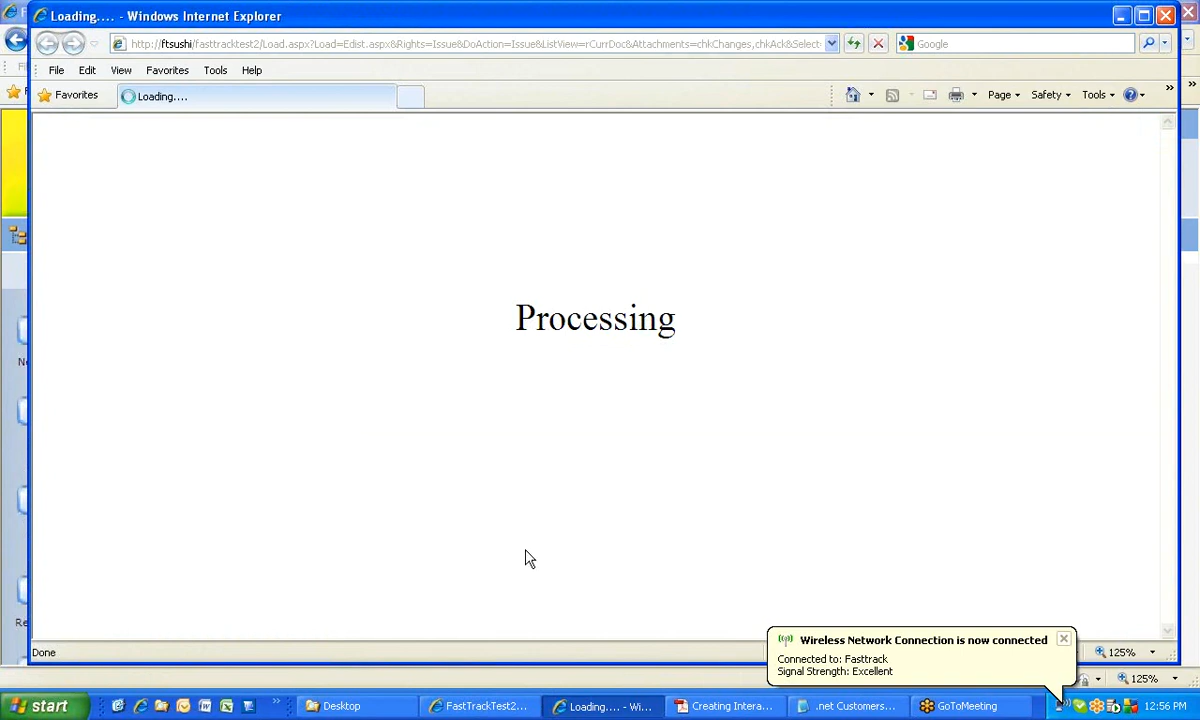 Loading.... - Windows Internet Explorer
http://ftsushi/fasttracktest2/Load.aspx?Load=Edist.aspx&Rights=Issue&DoAction=Issue&ListView=rCurrDoc&Attachments=chkChanges,chkAck&Select
Google
File Edit View Favorites Tools Help
Favorites
Loading....
Page Safety Tools
Processing
Wireless Network Connection is now connected
Connected to: Fasttrack
Signal Strength: Excellent
Done
125%
125%
start
Desktop
FastTrackTest2...
Loading.... - Wi...
Creating Intera...
.net Customers...
GoToMeeting
12:56 PM